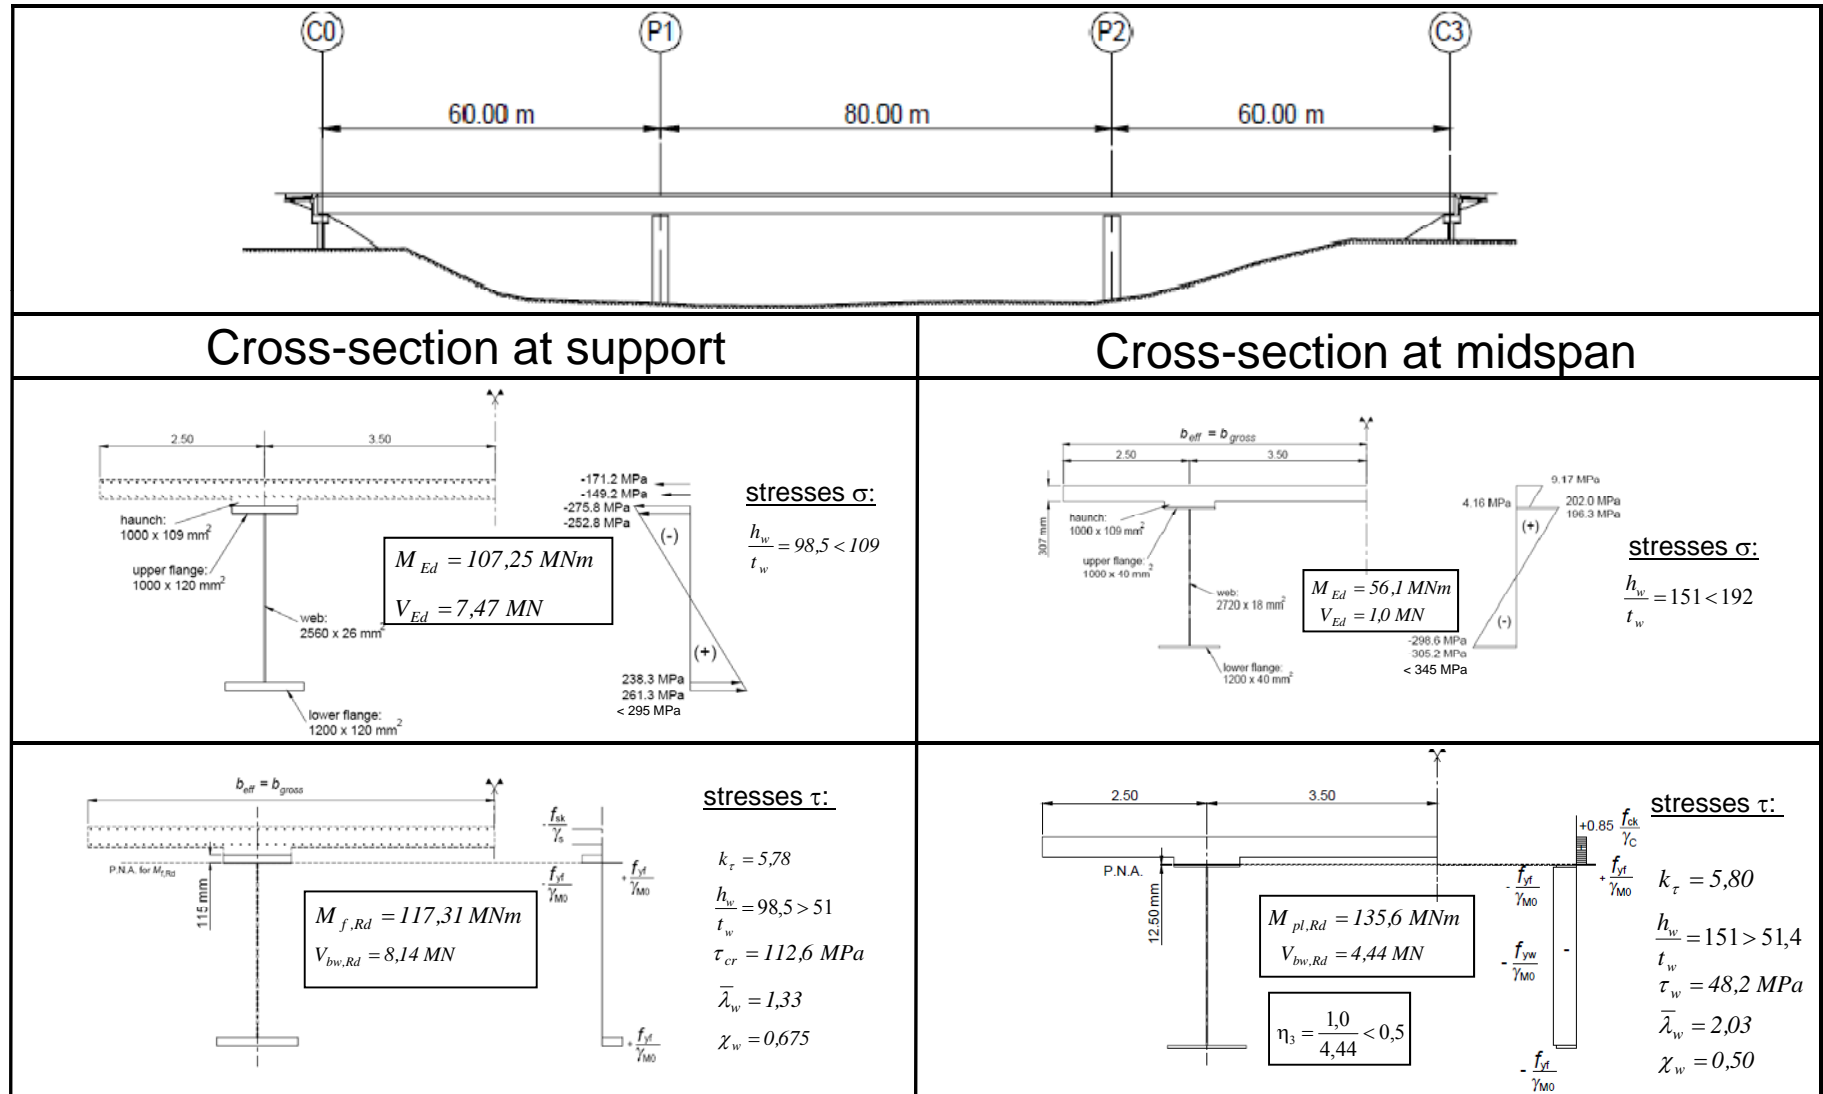 C0 P1 P2 C3
60.00 m 80.00 m 60.00 m
Cross-section at support
2.50 3.50
-171.2 MPa
-149.2 MPa
-275.8 MPa
-252.8 MPa
haunch:
1000 x 109 mm²
upper flange:
1000 x 120 mm²
web:
2560 x 26 mm²
lower flange:
1200 x 120 mm²
M_Ed = 107,25 MNm
V_Ed = 7,47 MN
(-)
(+)
238.3 MPa
261.3 MPa
< 295 MPa
stresses σ:
h_w/t_w = 98,5 < 109
Cross-section at midspan
b_eff = b_gross
2.50 3.50
307 mm
haunch:
1000 x 109 mm²
upper flange:
1000 x 40 mm²
web:
2720 x 18 mm²
lower flange:
1200 x 40 mm²
M_Ed = 56,1 MNm
V_Ed = 1,0 MN
9.17 MPa
4.16 MPa
202.0 MPa
196.3 MPa
(+)
(-)
-298.6 MPa
-305.2 MPa
< 345 MPa
stresses σ:
h_w/t_w = 151 < 192
b_eff = b_gross
P.N.A. for M_f,Rd
115 mm
M_f,Rd = 117,31 MNm
V_bw,Rd = 8,14 MN
- f_sk/γ_s
- f_yf/γ_M0
+ f_yf/γ_M0
+ f_yf/γ_M0
stresses τ:
k_τ = 5,78
h_w/t_w = 98,5 > 51
τ_cr = 112,6 MPa
λ̄_w = 1,33
χ_w = 0,675
2.50 3.50
P.N.A.
12.50 mm
M_pl,Rd = 135,6 MNm
V_bw,Rd = 4,44 MN
η₃ = 1,0/4,44 < 0,5
+0.85 f_ck/γ_C
- f_yf/γ_M0
+ f_yf/γ_M0
- f_yw/γ_M0
-
- f_yf/γ_M0
stresses τ:
k_τ = 5,80
h_w/t_w = 151 > 51,4
τ_w = 48,2 MPa
λ̄_w = 2,03
χ_w = 0,50